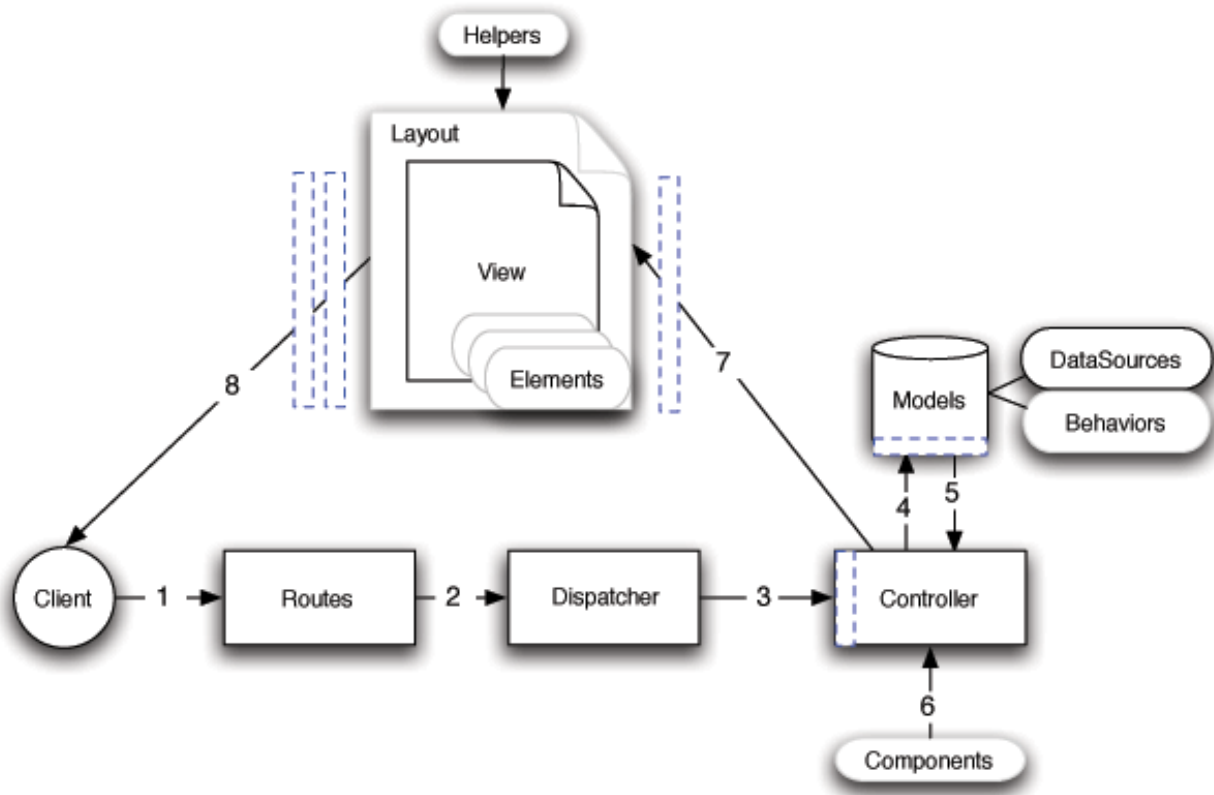 Helpers
Layout
View
Elements
8
7
Models
DataSources
Behaviors
4
5
Client
1
Routes
2
Dispatcher
3
Controller
6
Components